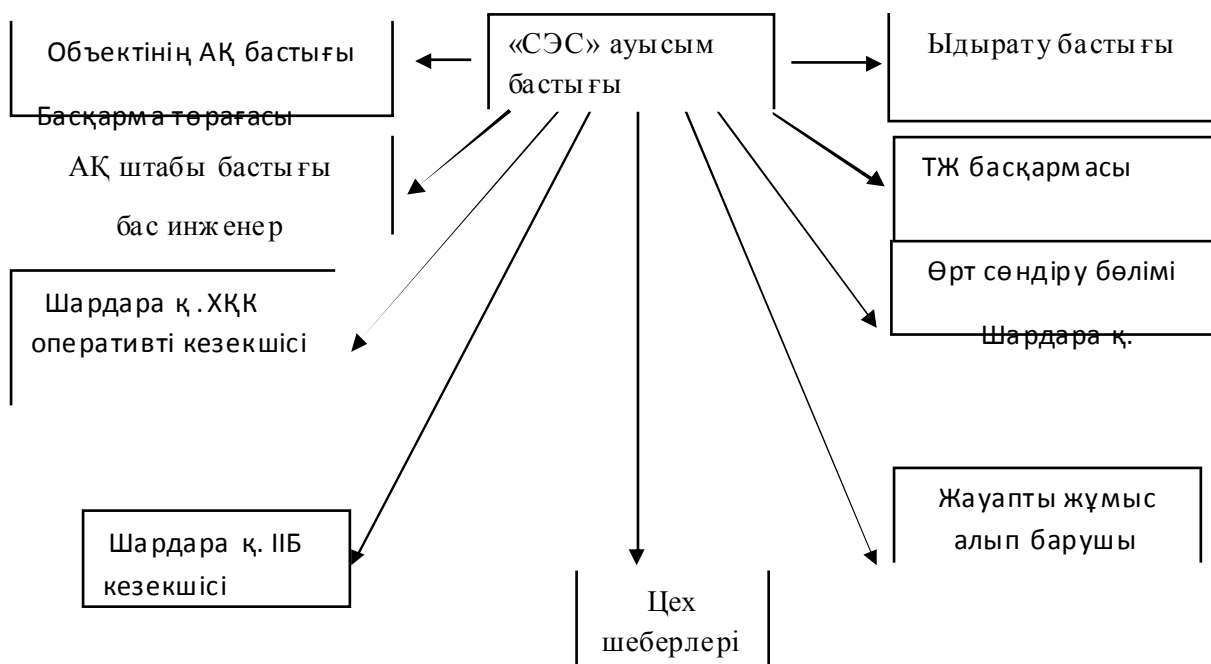 Объектінің АҚ бастығы
Басқарма төрағасы
«СЭС» ауысым
бастығы
Ыдырату бастығы
АҚ штабы бастығы
бас инженер
ТЖ басқармасы
Шардара қ.ХҚК
оперативті кезекшісі
Өрт сөндіру бөлімі
Шардара қ.
Шардара қ. ІІБ
кезекшісі
Цех
шеберлері
Жауапты жұмыс
алып барушы